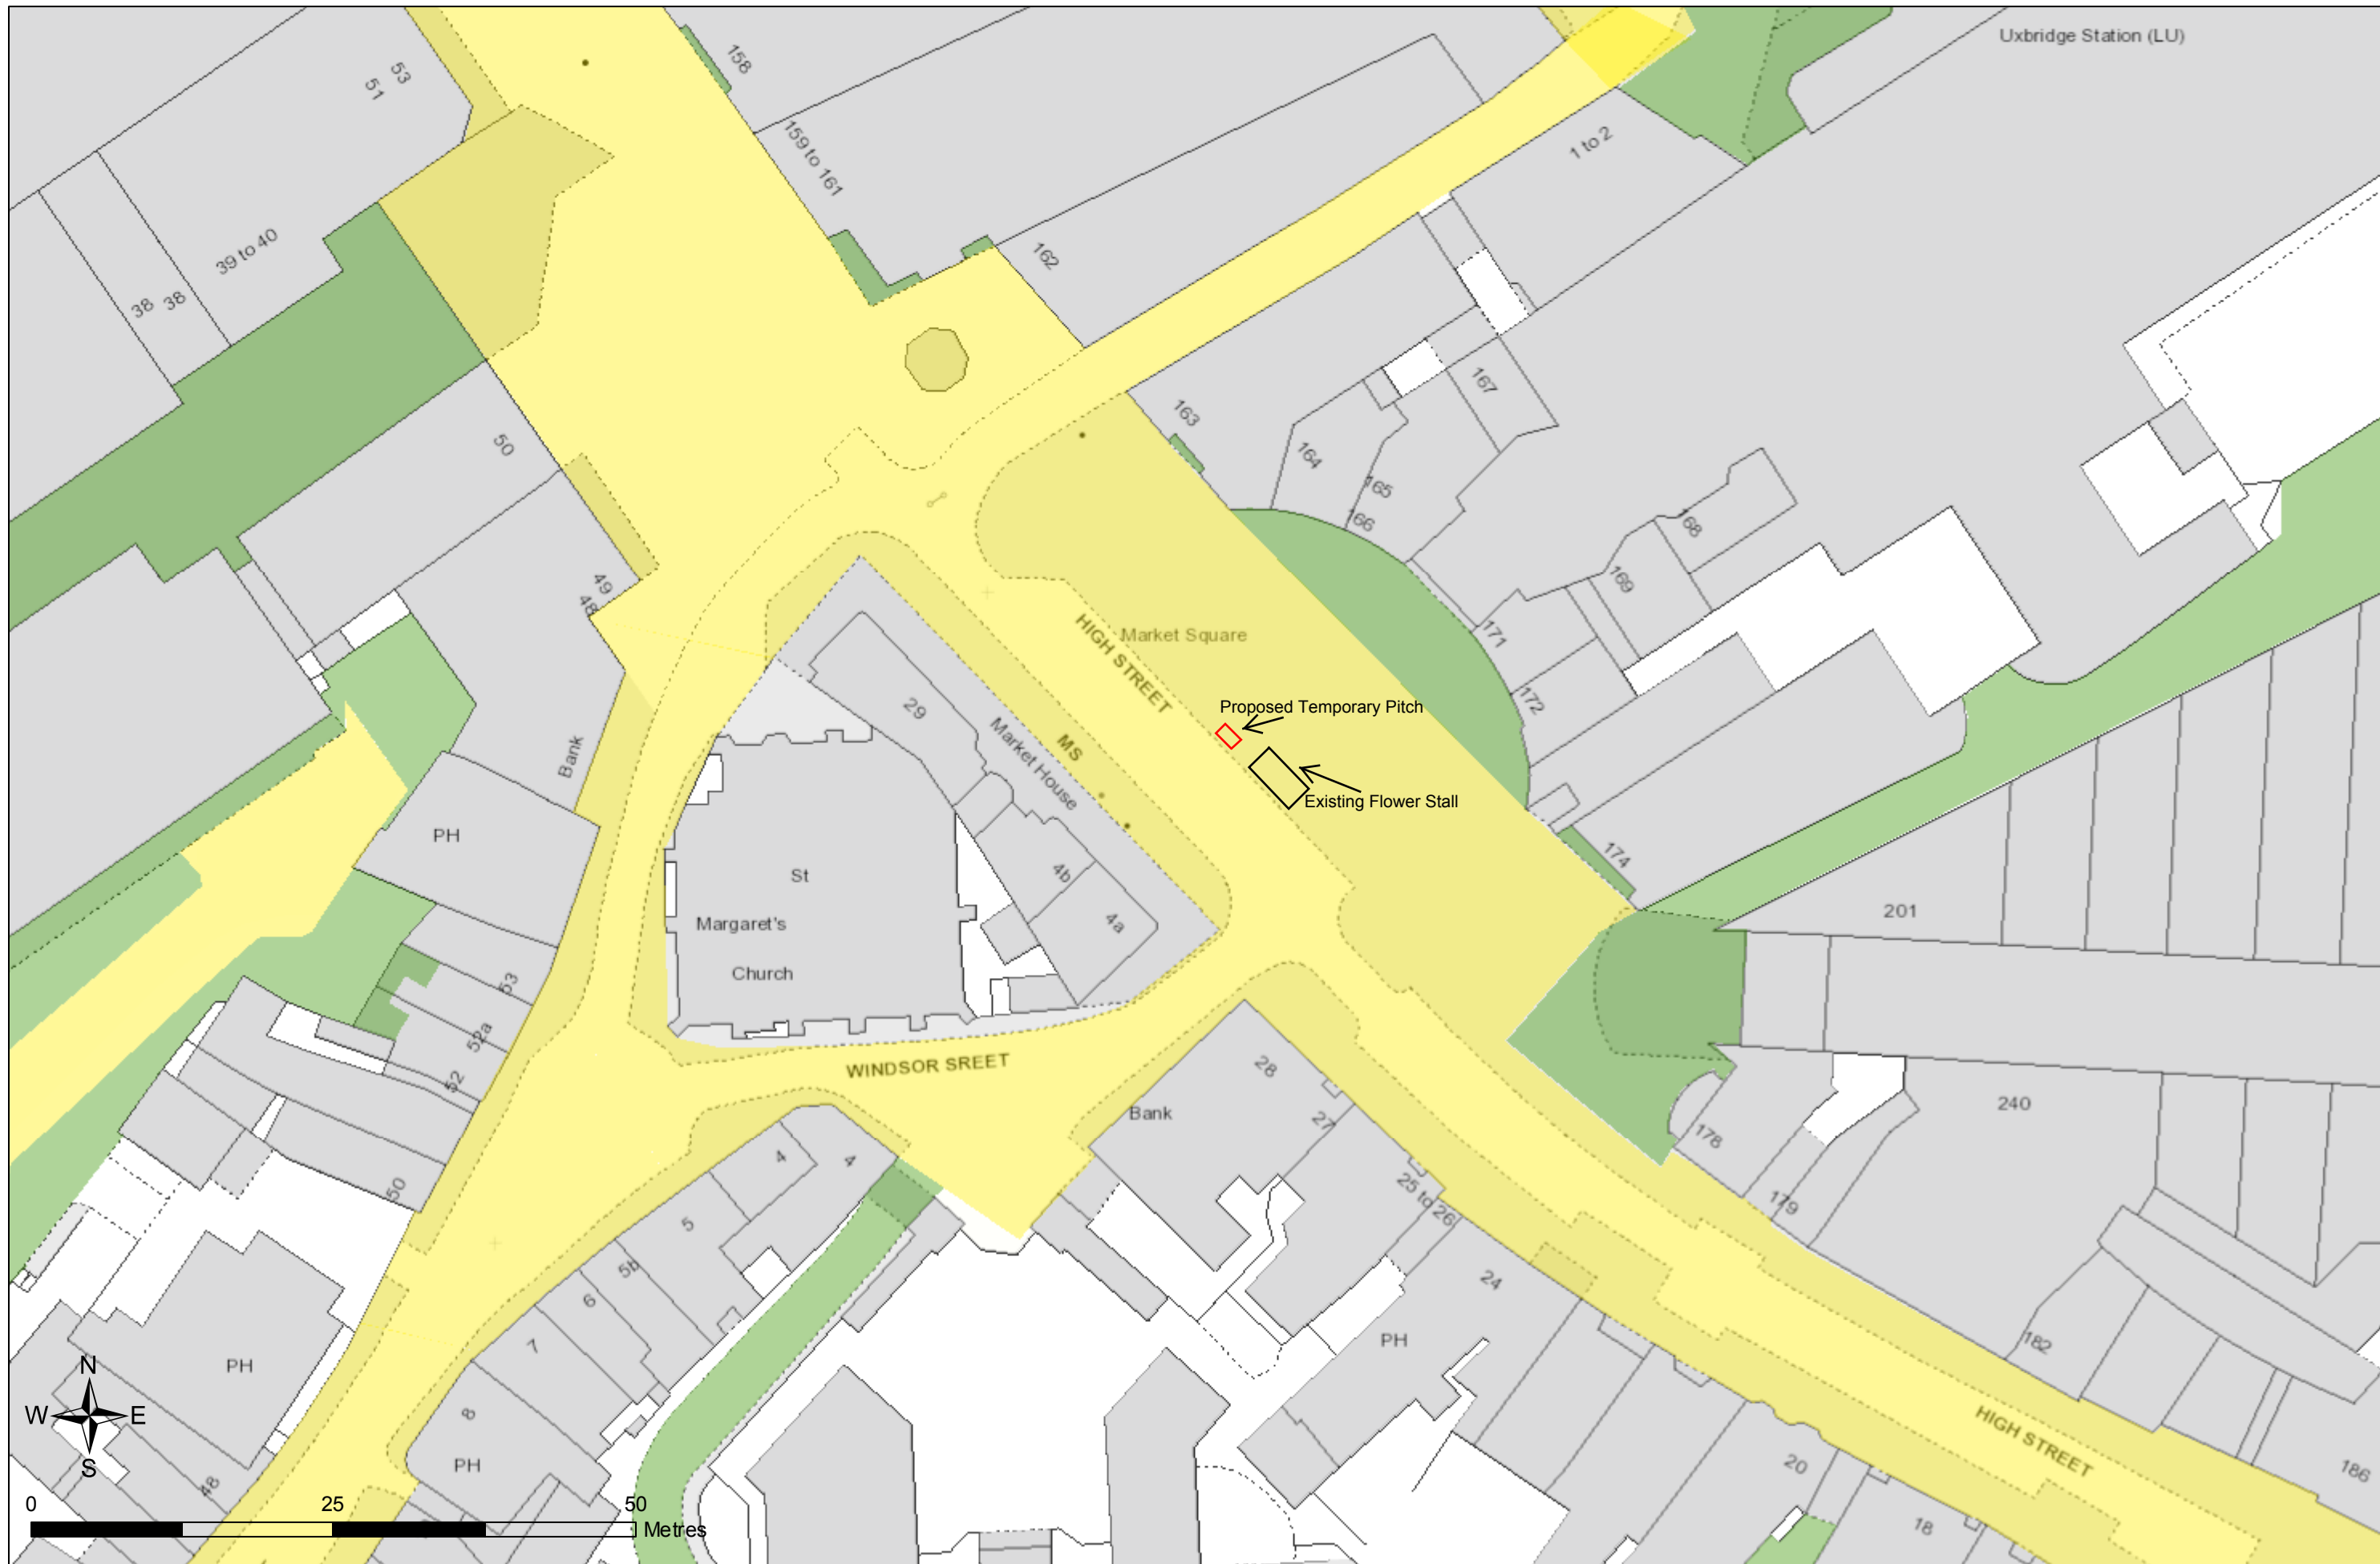 Uxbridge Station (LU)
158
53
51
159 to 161
1 to 2
39 to 40
162
38
38
167
163
50
164
165
166
168
169
49
48
171
HIGH STREET
Market Square
172
Proposed Temporary Pitch
29
MS
Market House
Bank
Existing Flower Stall
PH
174
St
4b
201
Margaret's
4a
Church
53
52a
WINDSOR SREET
28
52
Bank
27
240
178
4
4
50
25 to 26
179
5
5b
24
6
7
PH
182
PH
N
W
E
S
8
HIGH STREET
PH
20
186
48
18
0
25
50
Metres